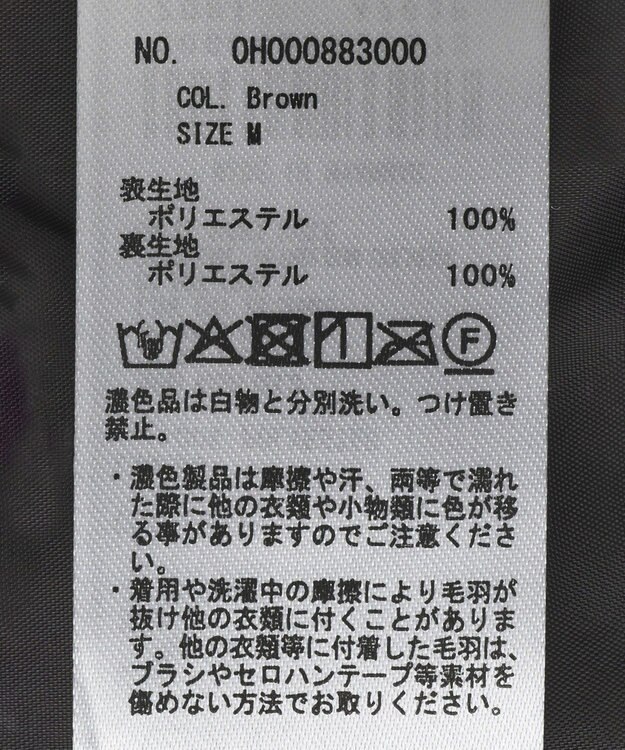 NO. 0H000883000
COL. Brown
SIZE M
表生地
ポリエステル 100%
裏生地
ポリエステル 100%
F
濃色品は白物と分別洗い。つけ置き
禁止。
・濃色製品は摩擦や汗、雨等で濡れ
た際に他の衣類や小物類に色が移
る事がありますのでご注意くださ
い。
・着用や洗濯中の摩擦により毛羽が
抜け他の衣類に付くことがありま
す。他の衣類等に付着した毛羽は、
ブラシやセロハンテープ等素材を
傷めない方法でお取りください。